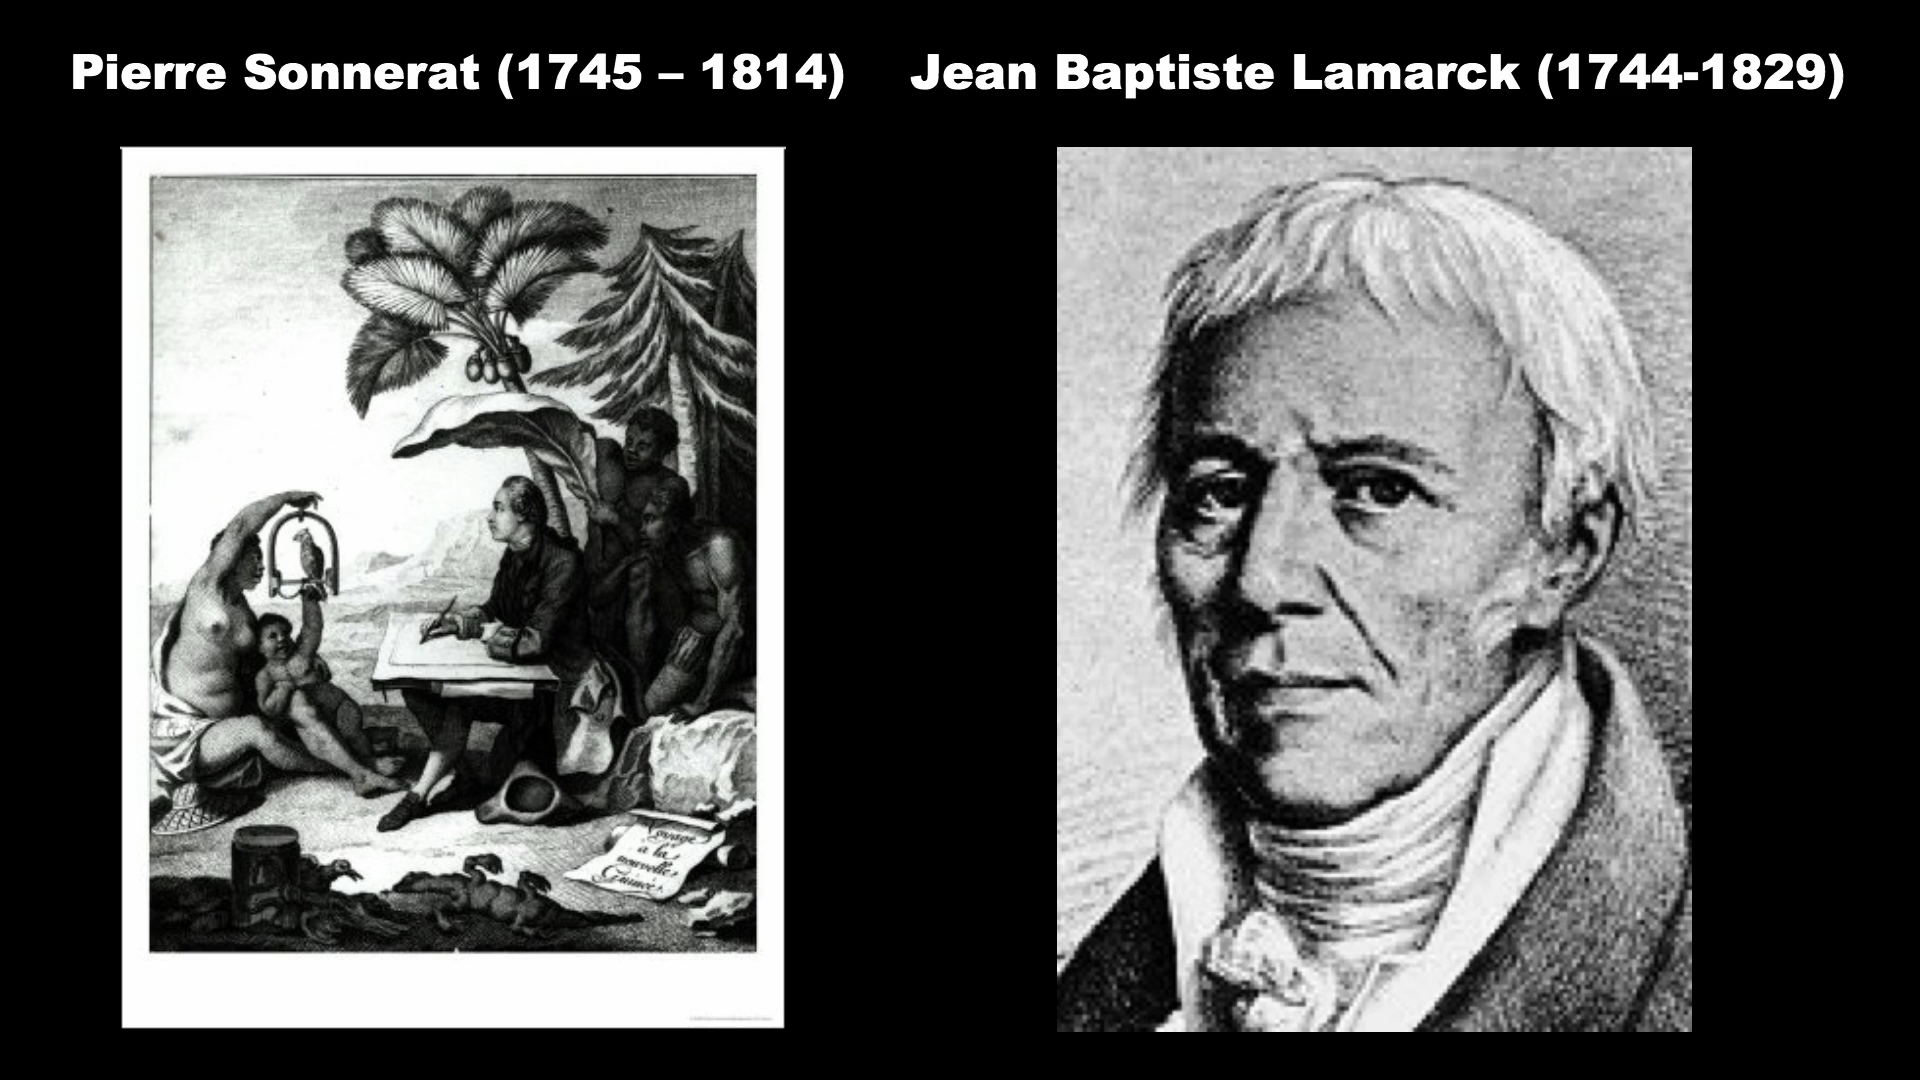 Pierre Sonnerat (1745 – 1814)
Jean Baptiste Lamarck (1744-1829)
Voyage
à la
nouvelle
Guinée